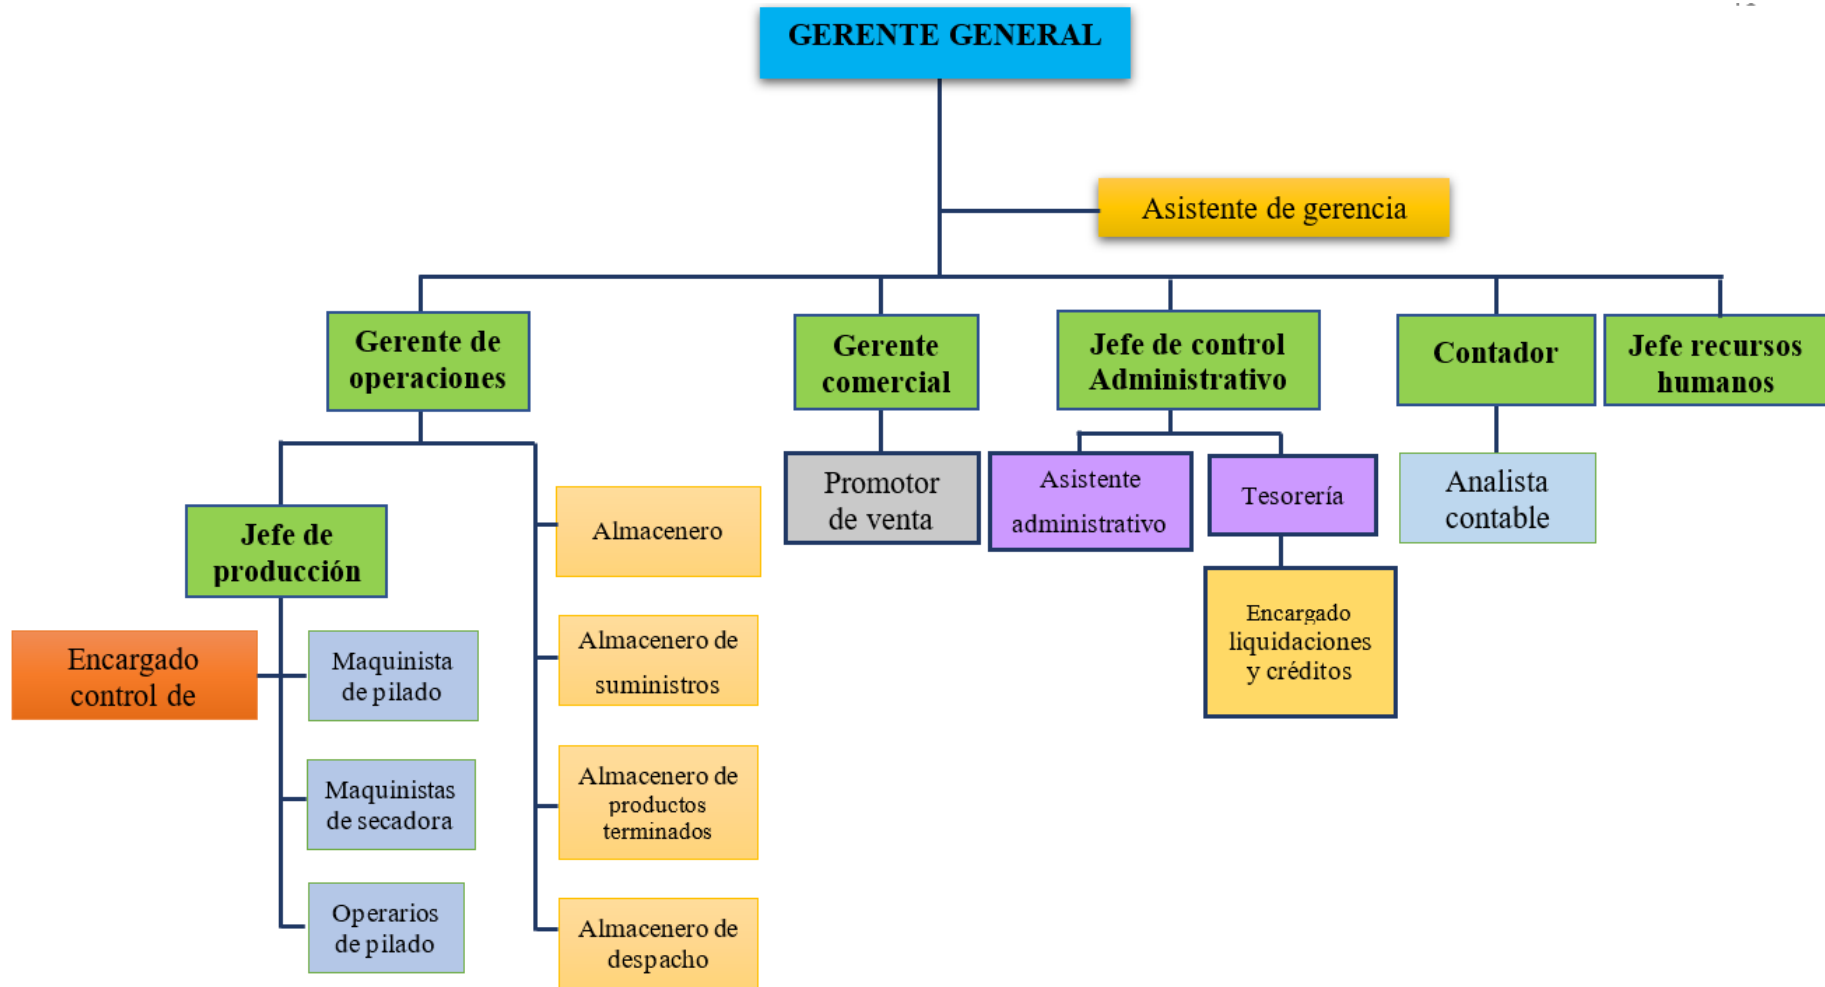 GERENTE GENERAL
Asistente de gerencia
Gerente de
operaciones
Gerente
comercial
Jefe de control
Administrativo
Contador
Jefe recursos
humanos
Promotor
de venta
Asistente
administrativo
Tesorería
Analista
contable
Encargado
liquidaciones
y créditos
Jefe de
producción
Encargado
control de
Maquinista
de pilado
Maquinistas
de secadora
Operarios
de pilado
Almacenero
Almacenero de
suministros
Almacenero de
productos
terminados
Almacenero de
despacho